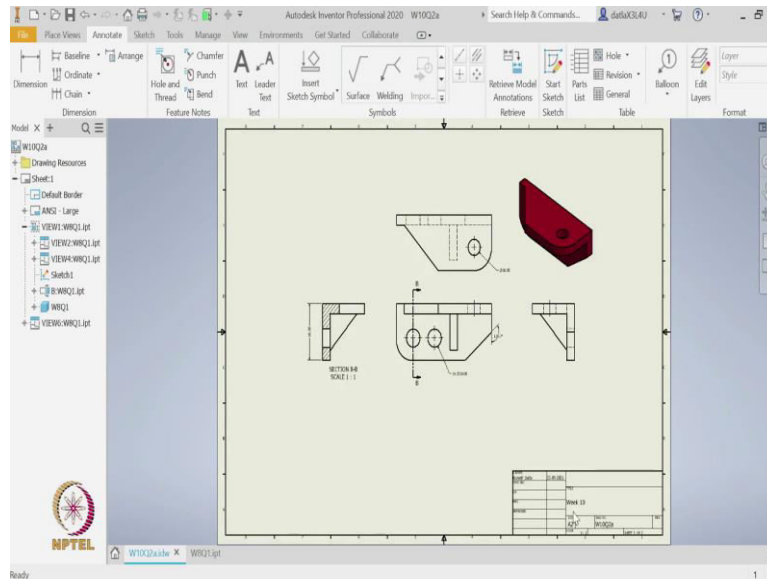 Autodesk Inventor Professional 2020 W10Q2a
Search Help & Commands...
datlaX3L4U
File Place Views Annotate Sketch Tools Manage View Environments Get Started Collaborate
Dimension
Baseline
Ordinate
Chain
Arrange
Dimension
Hole and Thread
Chamfer
Punch
Bend
Feature Notes
Text
Leader Text
Text
Insert Sketch Symbol
Surface
Welding
Impor...
Symbols
Retrieve Model Annotations
Retrieve
Start Sketch
Sketch
Parts List
Hole
Revision
General
Table
Balloon
Edit Layers
Layer
Style
Format
Model
W10Q2a
Drawing Resources
Sheet:1
Default Border
ANSI - Large
VIEW1:W8Q1.ipt
VIEW2:W8Q1.ipt
VIEW4:W8Q1.ipt
Sketch1
B:W8Q1.ipt
W8Q1
VIEW6:W8Q1.ipt
B
B
SECTION B-B
SCALE 1 : 1
Week 10
A2
W10Q2a
NPTEL
W10Q2a.idw
W8Q1.ipt
Ready
1